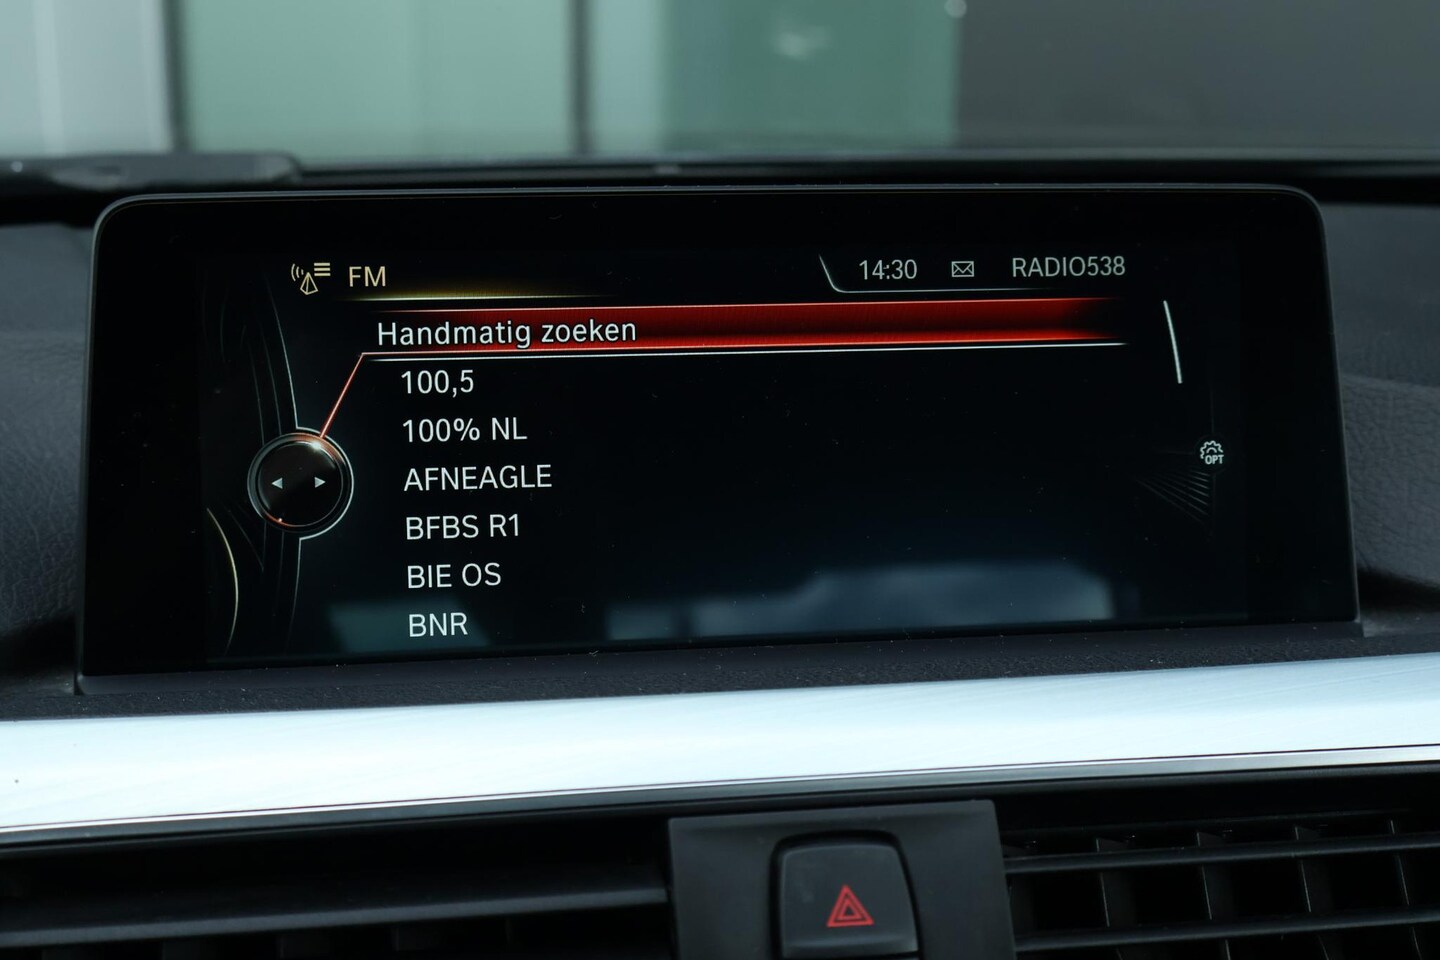 FM
14:30 RADIO538
Handmatig zoeken
100,5
100% NL
AFNEAGLE
OPT
BFBS R1
BIE OS
BNR